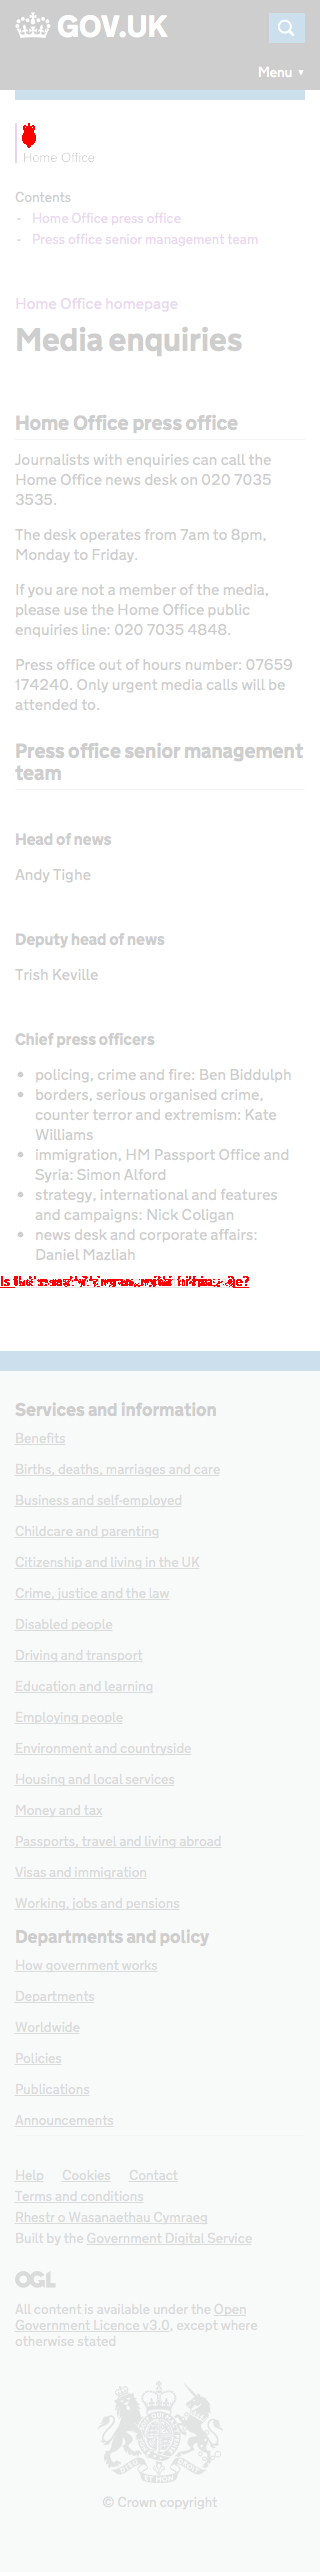 GOV.UK
Menu ▼
Home Office
Contents
- Home Office press office
- Press office senior management team
Home Office homepage
Media enquiries
Home Office press office
Journalists with enquiries can call the
Home Office news desk on 020 7035
3535.
The desk operates from 7am to 8pm,
Monday to Friday.
If you are not a member of the media,
please use the Home Office public
enquiries line: 020 7035 4848.
Press office out of hours number: 07659
174240. Only urgent media calls will be
attended to.
Press office senior management
team
Head of news
Andy Tighe
Deputy head of news
Trish Keville
Chief press officers
• policing, crime and fire: Ben Biddulph
• borders, serious organised crime,
counter terror and extremism: Kate
Williams
• immigration, HM Passport Office and
Syria: Simon Alford
• strategy, international and features
and campaigns: Nick Coligan
• news desk and corporate affairs:
Daniel Mazliah
Is
Services and information
Benefits
Births, deaths, marriages and care
Business and self-employed
Childcare and parenting
Citizenship and living in the UK
Crime, justice and the law
Disabled people
Driving and transport
Education and learning
Employing people
Environment and countryside
Housing and local services
Money and tax
Passports, travel and living abroad
Visas and immigration
Working, jobs and pensions
Departments and policy
How government works
Departments
Worldwide
Policies
Publications
Announcements
Help Cookies Contact
Terms and conditions
Rhestr o Wasanaethau Cymraeg
Built by the Government Digital Service
OGL
All content is available under the Open
Government Licence v3.0, except where
otherwise stated
© Crown copyright